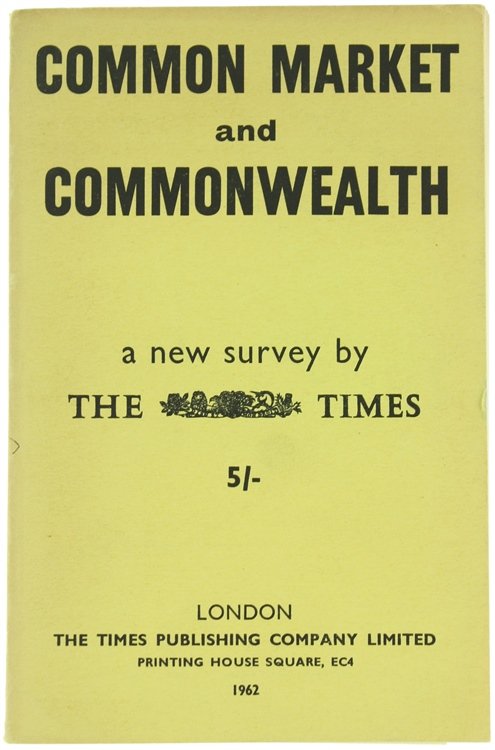 COMMON MARKET
and
COMMONWEALTH
a new survey by
THE TIMES
5/-
LONDON
THE TIMES PUBLISHING COMPANY LIMITED
PRINTING HOUSE SQUARE, EC4
1962